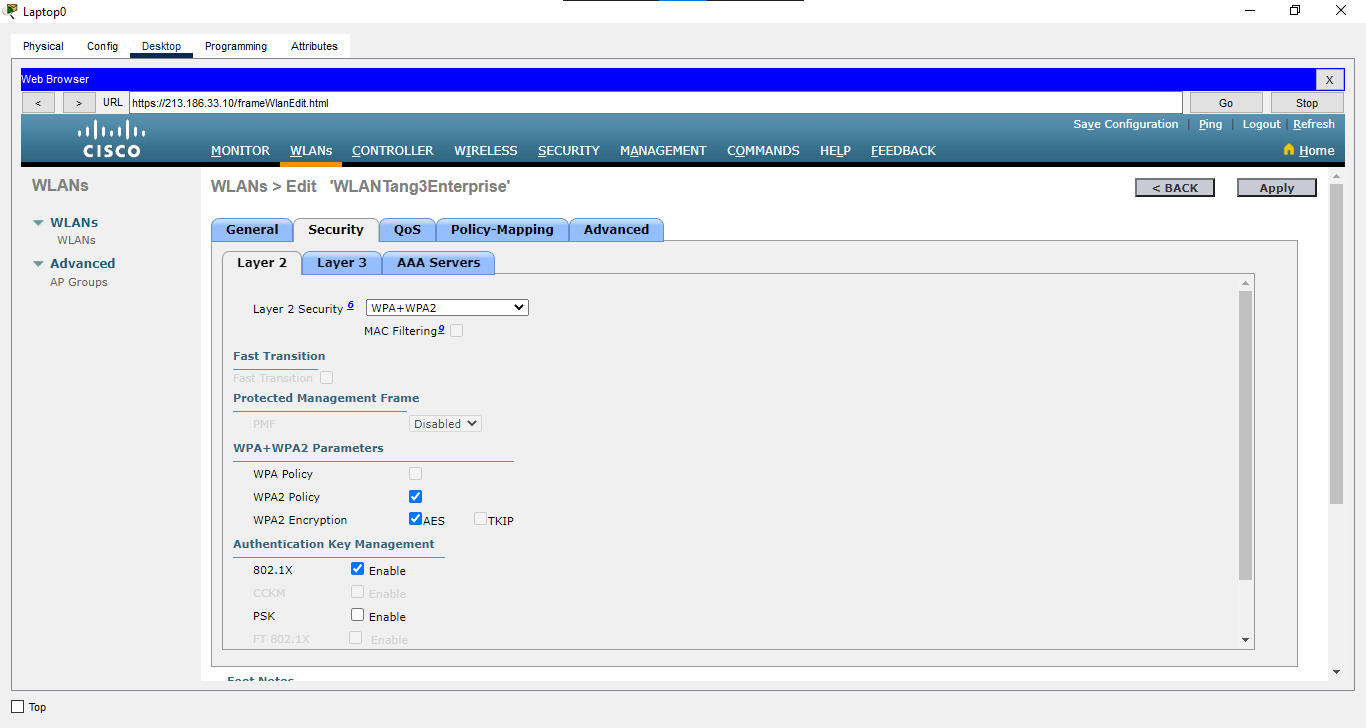 Laptop0
Physical Config Desktop Programming Attributes
Web Browser X
< > URL https://213.186.33.10/frameWlanEdit.html Go Stop
Save Configuration | Ping | Logout | Refresh
CISCO MONITOR WLANs CONTROLLER WIRELESS SECURITY MANAGEMENT COMMANDS HELP FEEDBACK Home
WLANs
WLANs
WLANs
Advanced
AP Groups
WLANs > Edit 'WLANTang3Enterprise' < BACK Apply
General Security QoS Policy-Mapping Advanced
Layer 2 Layer 3 AAA Servers
Layer 2 Security 6 WPA+WPA2
MAC Filtering 9
Fast Transition
Fast Transition
Protected Management Frame
PMF Disabled
WPA+WPA2 Parameters
WPA Policy
WPA2 Policy
WPA2 Encryption AES TKIP
Authentication Key Management
802.1X Enable
CCKM Enable
PSK Enable
FT 802.1X Enable
Foot Notes
Top